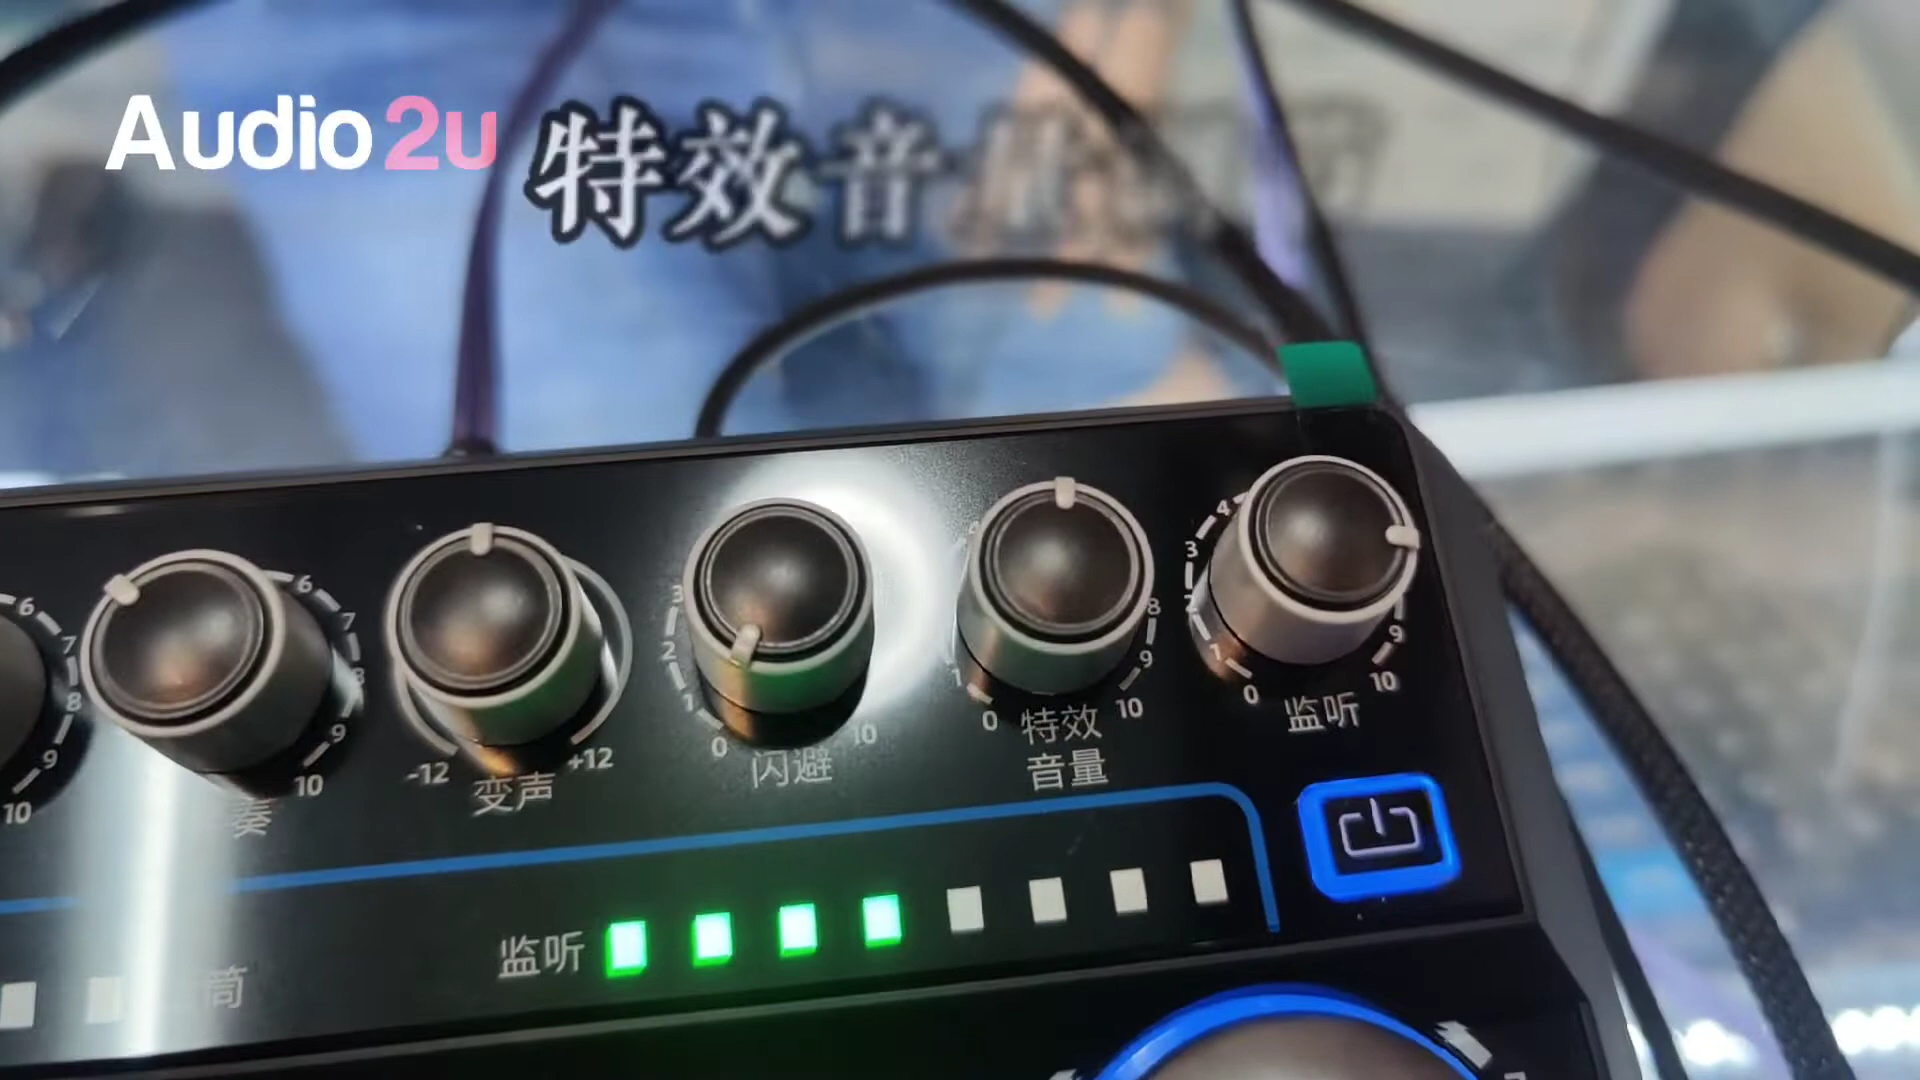 Audio2u
特效音
6 7 8 9 10
6 7 8 9 10
奏
-12 +12
变声
0 1 2 3 10
闪避
0 1 8 9 10
特效
音量
0 1 2 3 4 9 10
监听
监听
筒